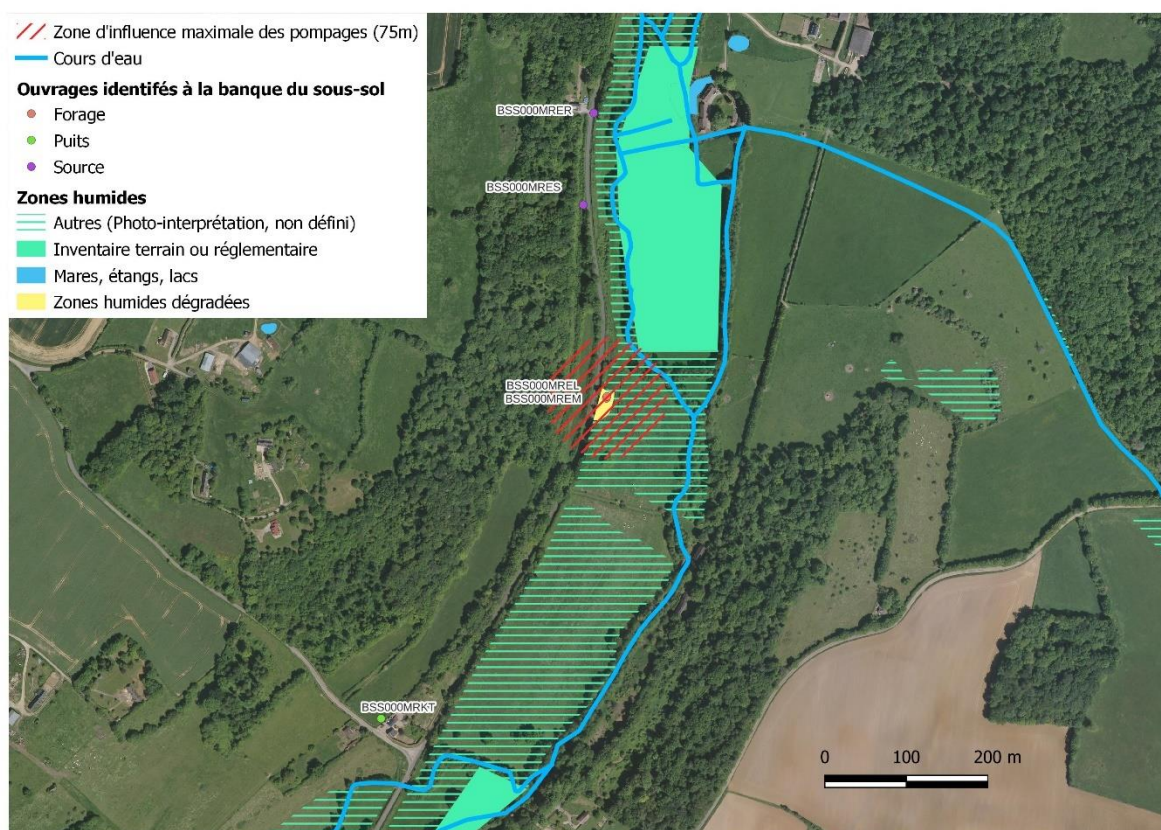 Zone d'influence maximale des pompages (75m)
Cours d'eau
Ouvrages identifés à la banque du sous-sol
Forage
Puits
Source
Zones humides
Autres (Photo-interprétation, non défini)
Inventaire terrain ou réglementaire
Mares, étangs, lacs
Zones humides dégradées
BSS000MRER
BSS000MRES
BSS000MREL
BSS000MREM
BSS000MRKT
0 100 200 m